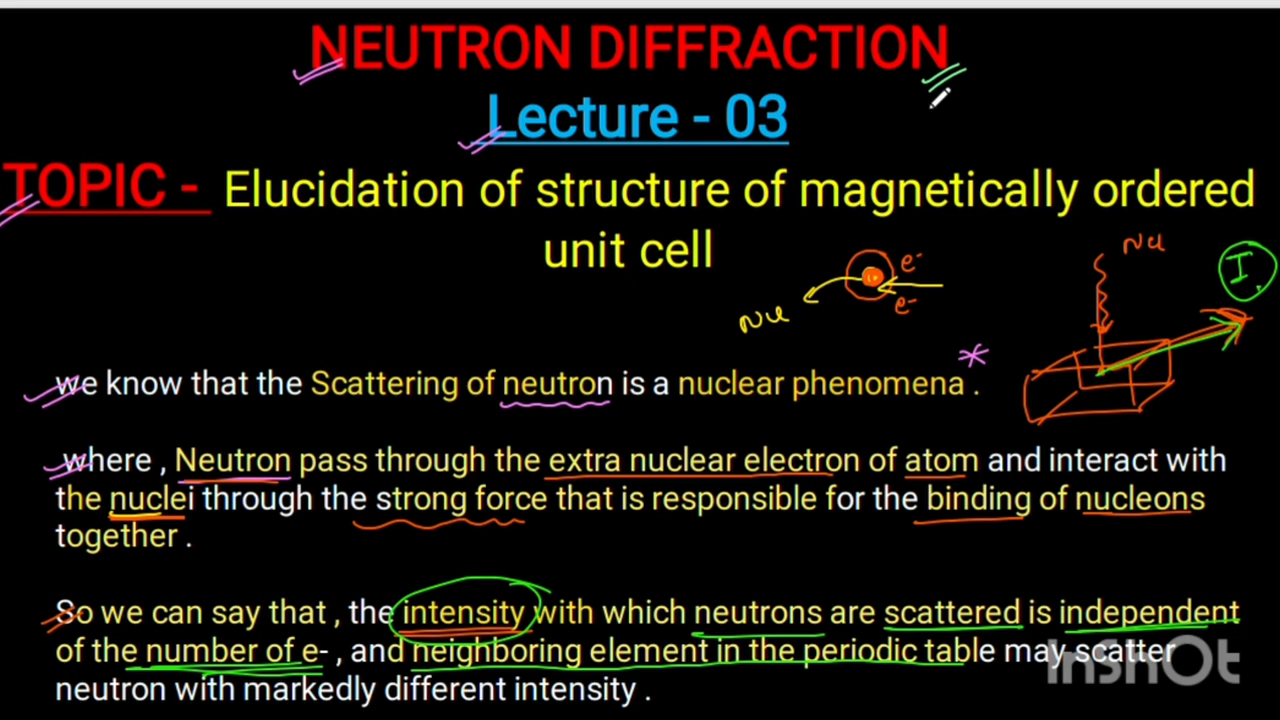 NEUTRON DIFFRACTION
Lecture - 03
TOPIC - Elucidation of structure of magnetically ordered
unit cell
e-
e-
Nu
Nu
I
we know that the Scattering of neutron is a nuclear phenomena .
where , Neutron pass through the extra nuclear electron of atom and interact with
the nuclei through the strong force that is responsible for the binding of nucleons
together .
So we can say that , the intensity with which neutrons are scattered is independent
of the number of e- , and neighboring element in the periodic table may scatter
neutron with markedly different intensity .
InShOt